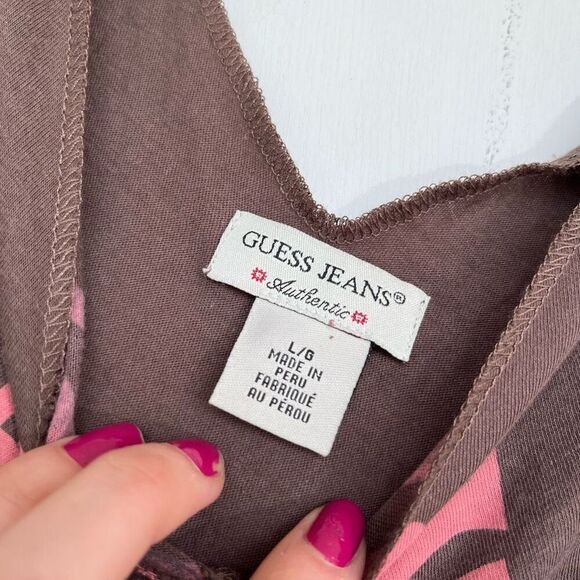 GUESS JEANS®
Authentic
L/G
MADE IN
PERU
FABRIQUÉ
AU PÉROU